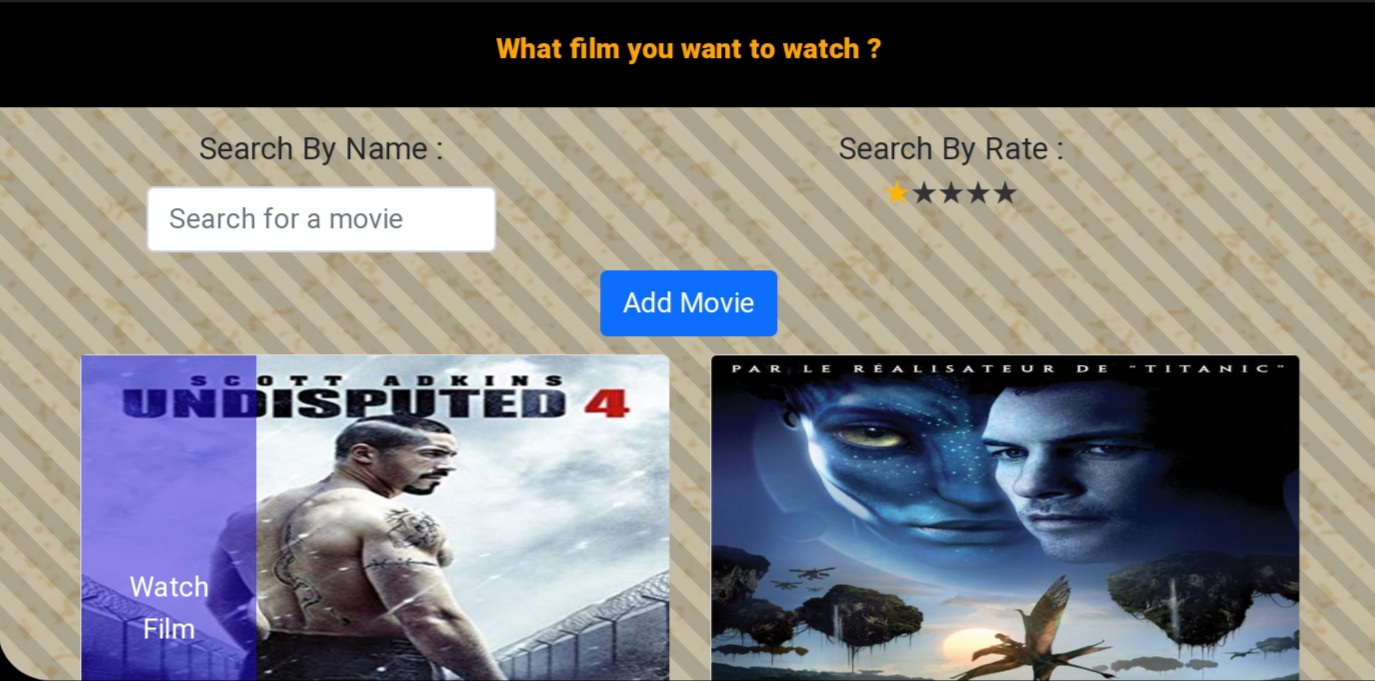 What film you want to watch ?
Search By Name :
Search By Rate :
Search for a movie
Add Movie
SCOTT ADKINS
UNDISPUTED 4
Watch
Film
PAR LE RÉALISATEUR DE "TITANIC"